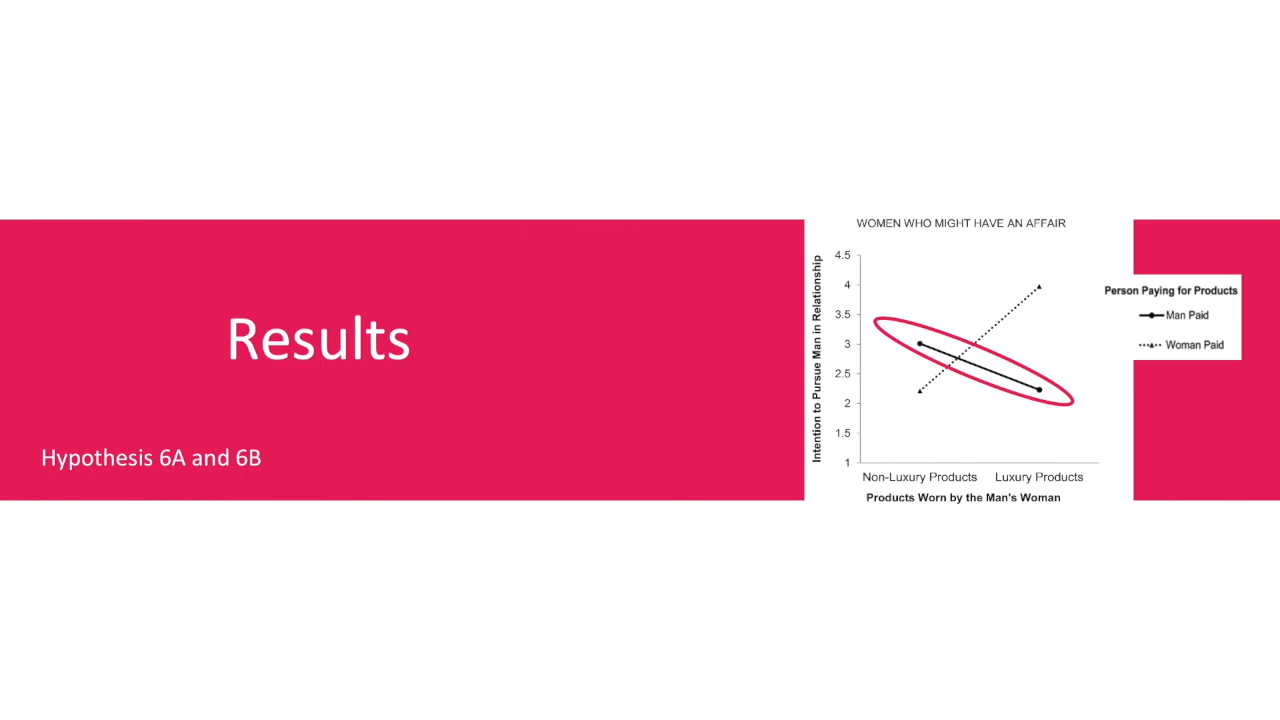 Results
Hypothesis 6A and 6B
WOMEN WHO MIGHT HAVE AN AFFAIR
Intention to Pursue Man in Relationship
4.5
4
3.5
3
2.5
2
1.5
1
Non-Luxury Products Luxury Products
Products Worn by the Man's Woman
Person Paying for Products
Man Paid
Woman Paid